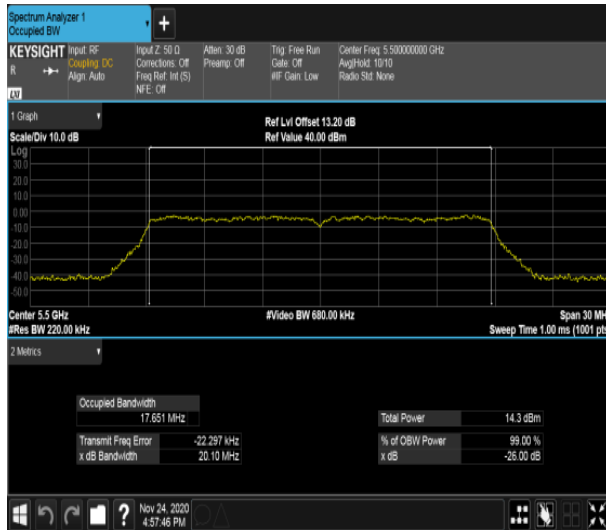 Spectrum Analyzer 1
Occupied BW
KEYSIGHT
R
LXI
Input: RF
Coupling: DC
Align: Auto
Input Z: 50 Ω
Corrections: Off
Freq Ref: Int (S)
NFE: Off
Atten: 30 dB
Preamp: Off
Trig: Free Run
Gate: Off
#IF Gain: Low
Center Freq: 5.500000000 GHz
Avg|Hold: 10/10
Radio Std: None
1 Graph
Scale/Div 10.0 dB
Ref Lvl Offset 13.20 dB
Ref Value 40.00 dBm
Log
30.0
20.0
10.0
0.00
-10.0
-20.0
-30.0
-40.0
-50.0
Center 5.5 GHz
#Res BW 220.00 kHz
#Video BW 680.00 kHz
Span 30 MH
Sweep Time 1.00 ms (1001 pts
2 Metrics
Occupied Bandwidth
17.651 MHz
Transmit Freq Error -22.297 kHz
x dB Bandwidth 20.10 MHz
Total Power 14.3 dBm
% of OBW Power 99.00 %
x dB -26.00 dB
?
Nov 24, 2020
4:57:46 PM